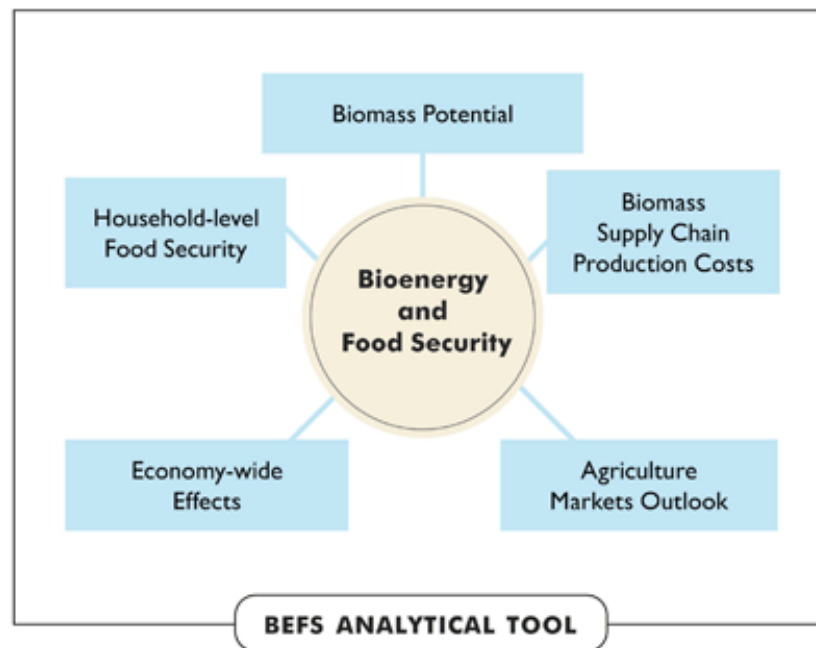 Biomass Potential
Household-level
Food Security
Biomass
Supply Chain
Production Costs
Bioenergy
and
Food Security
Economy-wide
Effects
Agriculture
Markets Outlook
BEFS ANALYTICAL TOOL